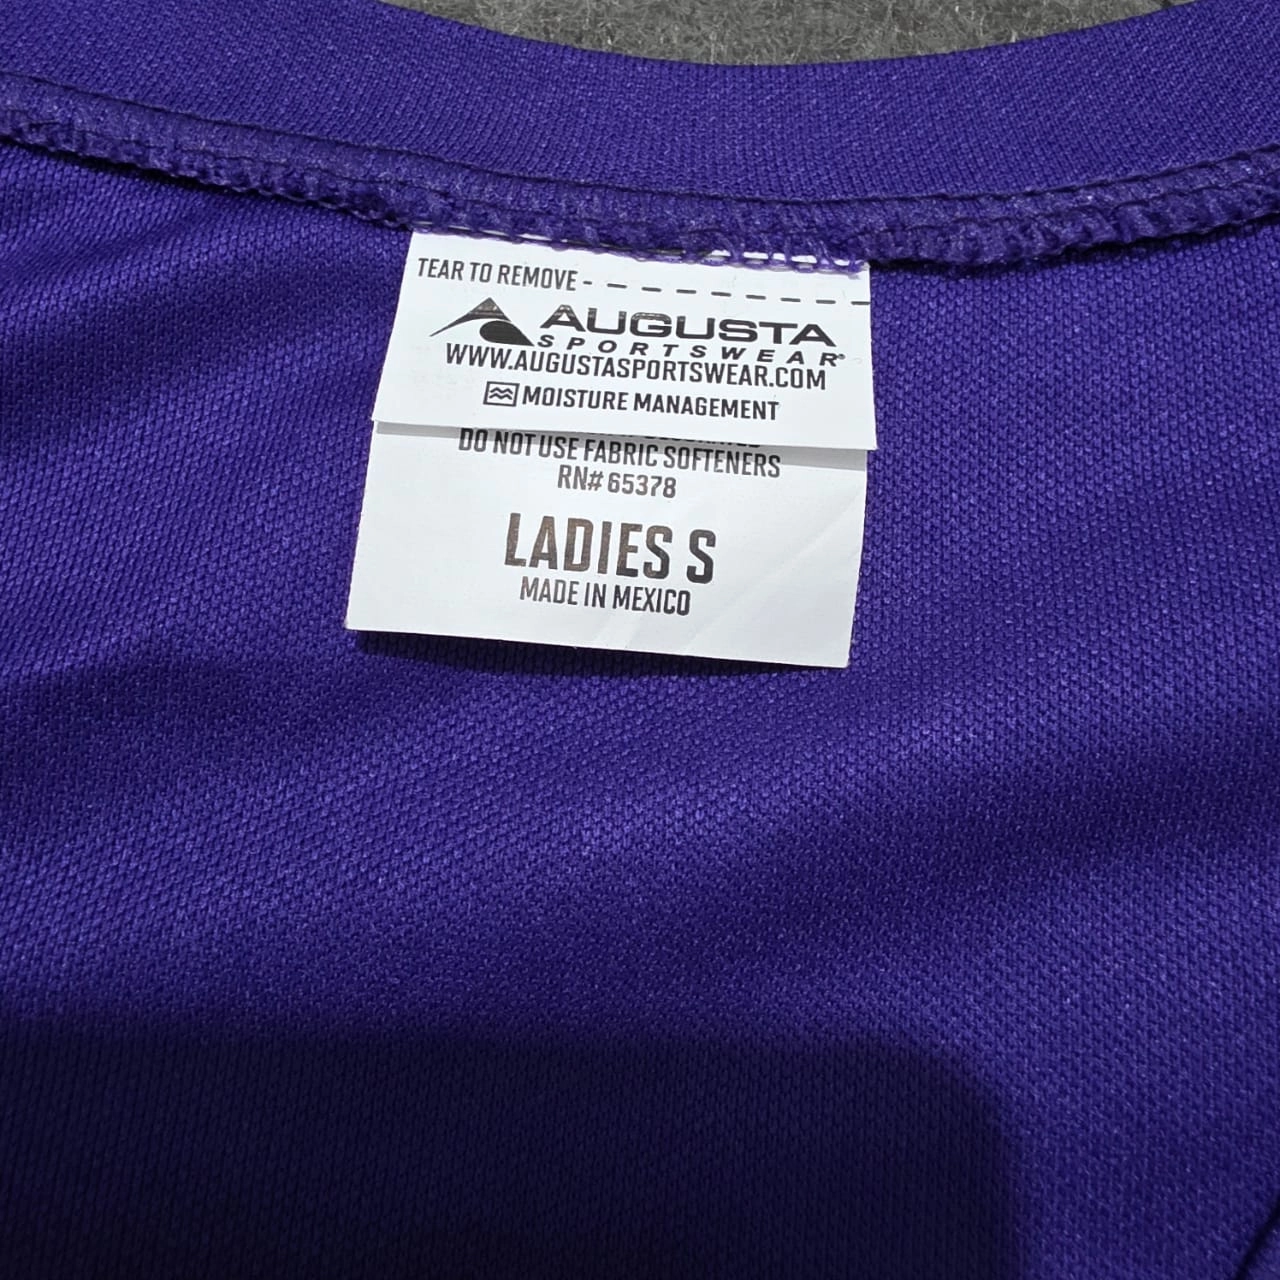 TEAR TO REMOVE
AUGUSTA
SPORTSWEAR®
WWW.AUGUSTASPORTSWEAR.COM
MOISTURE MANAGEMENT
DO NOT USE FABRIC SOFTENERS
RN# 65378
LADIES S
MADE IN MEXICO